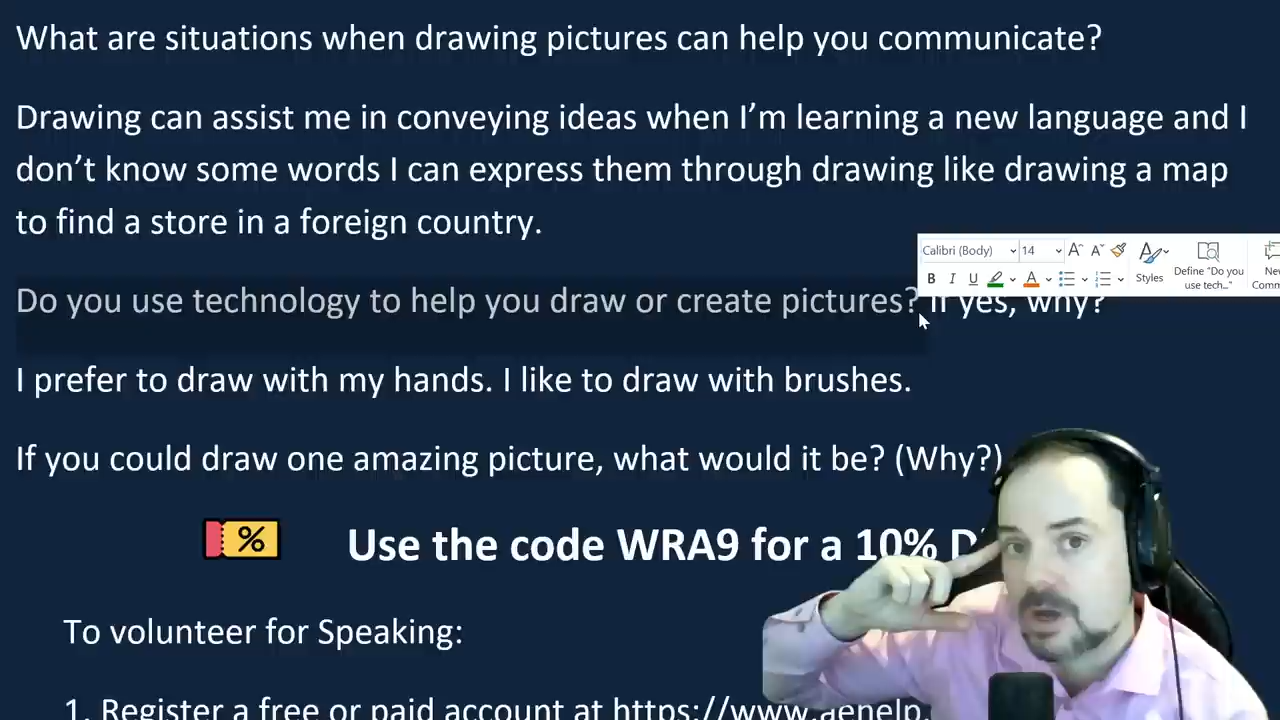 What are situations when drawing pictures can help you communicate?
Drawing can assist me in conveying ideas when I’m learning a new language and I
don’t know some words I can express them through drawing like drawing a map
to find a store in a foreign country.
Calibri (Body) 14
B I U Styles Define “Do you
use tech...”
Do you use technology to help you draw or create pictures? If yes, why?
I prefer to draw with my hands. I like to draw with brushes.
If you could draw one amazing picture, what would it be? (Why?)
% Use the code WRA9 for a 10%
To volunteer for Speaking:
1. Register a free or paid account at https://www.aehelp.